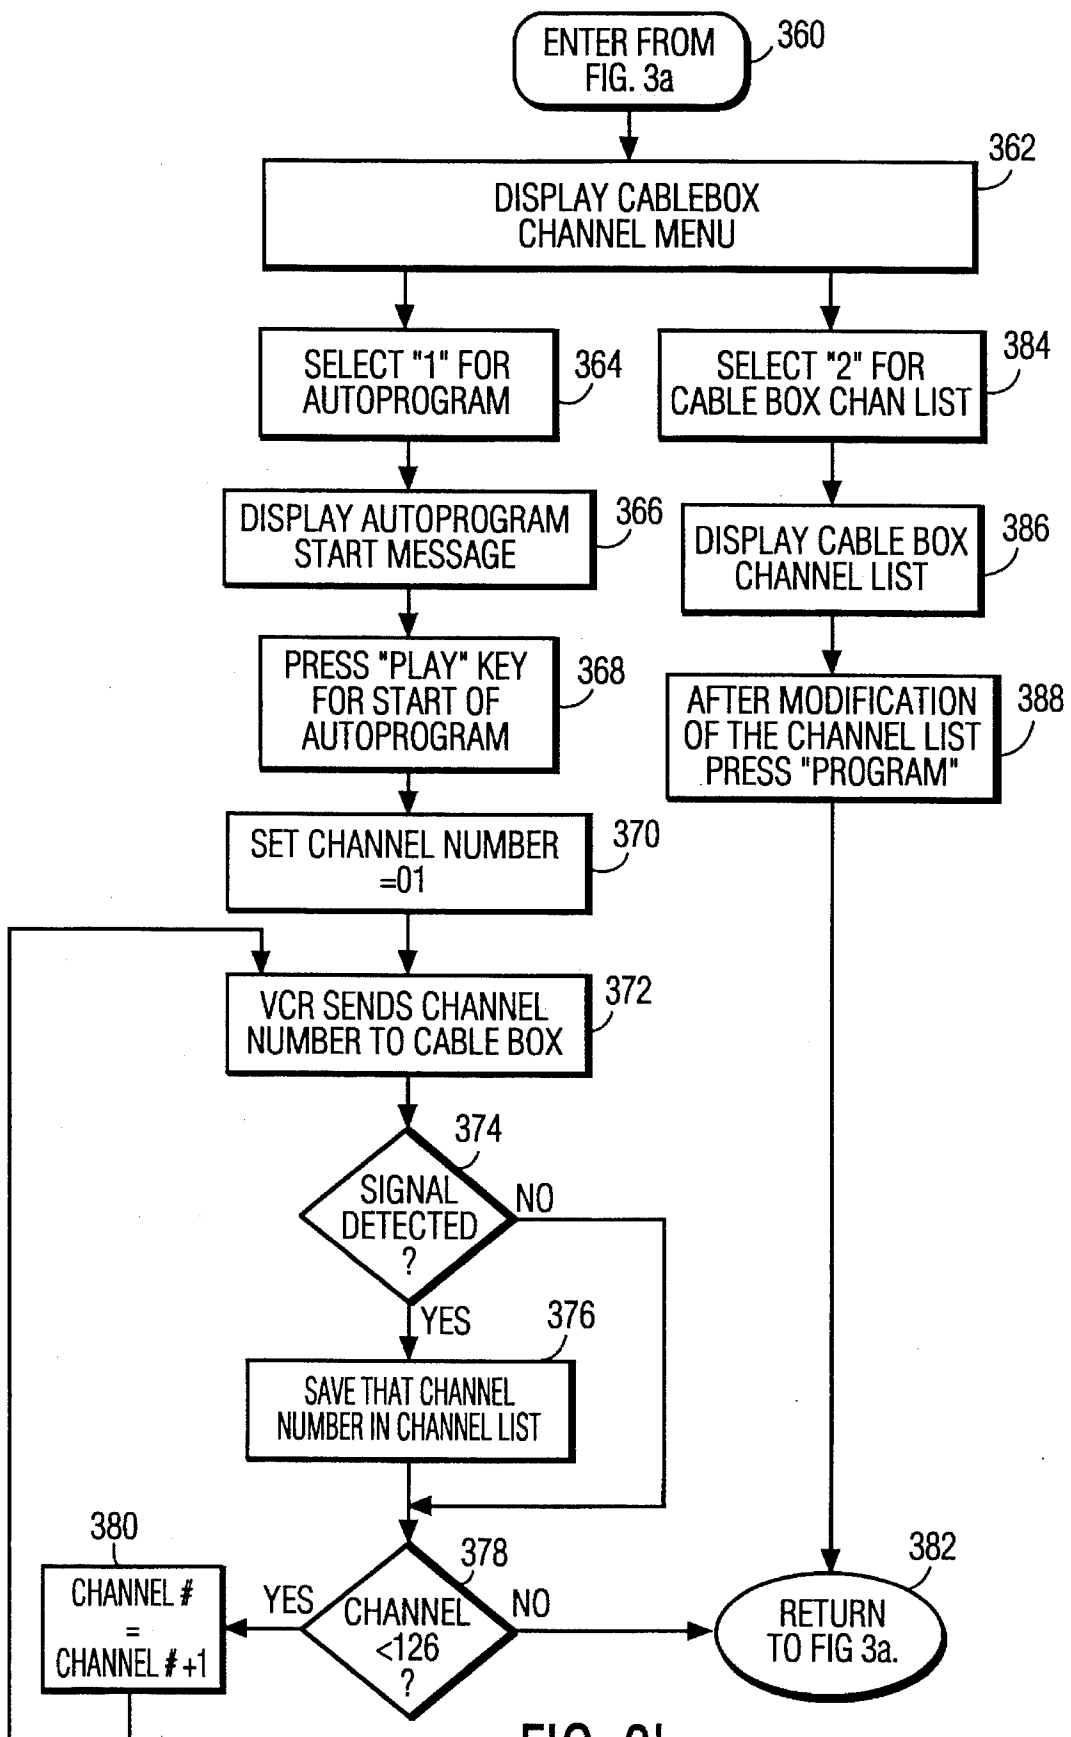 ENTER FROM
FIG. 3a
360
362
DISPLAY CABLEBOX
CHANNEL MENU
SELECT "1" FOR
AUTOPROGRAM
364
SELECT "2" FOR
CABLE BOX CHAN LIST
384
DISPLAY AUTOPROGRAM
START MESSAGE
366
DISPLAY CABLE BOX
CHANNEL LIST
386
PRESS "PLAY" KEY
FOR START OF
AUTOPROGRAM
368
AFTER MODIFICATION
OF THE CHANNEL LIST
PRESS "PROGRAM"
388
SET CHANNEL NUMBER
=01
370
VCR SENDS CHANNEL
NUMBER TO CABLE BOX
372
374
SIGNAL
DETECTED
?
NO
YES
376
SAVE THAT CHANNEL
NUMBER IN CHANNEL LIST
380
CHANNEL #
=
CHANNEL # +1
YES
378
CHANNEL
<126
?
NO
382
RETURN
TO FIG 3a.
FIG.